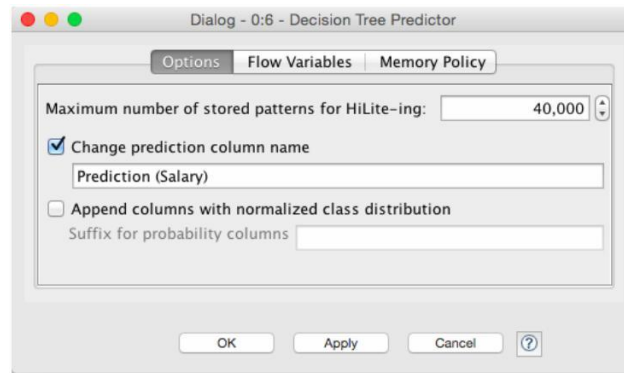 Dialog - 0:6 - Decision Tree Predictor
Options Flow Variables Memory Policy
Maximum number of stored patterns for HiLite-ing: 40,000
Change prediction column name
Prediction (Salary)
Append columns with normalized class distribution
Suffix for probability columns
OK Apply Cancel ?